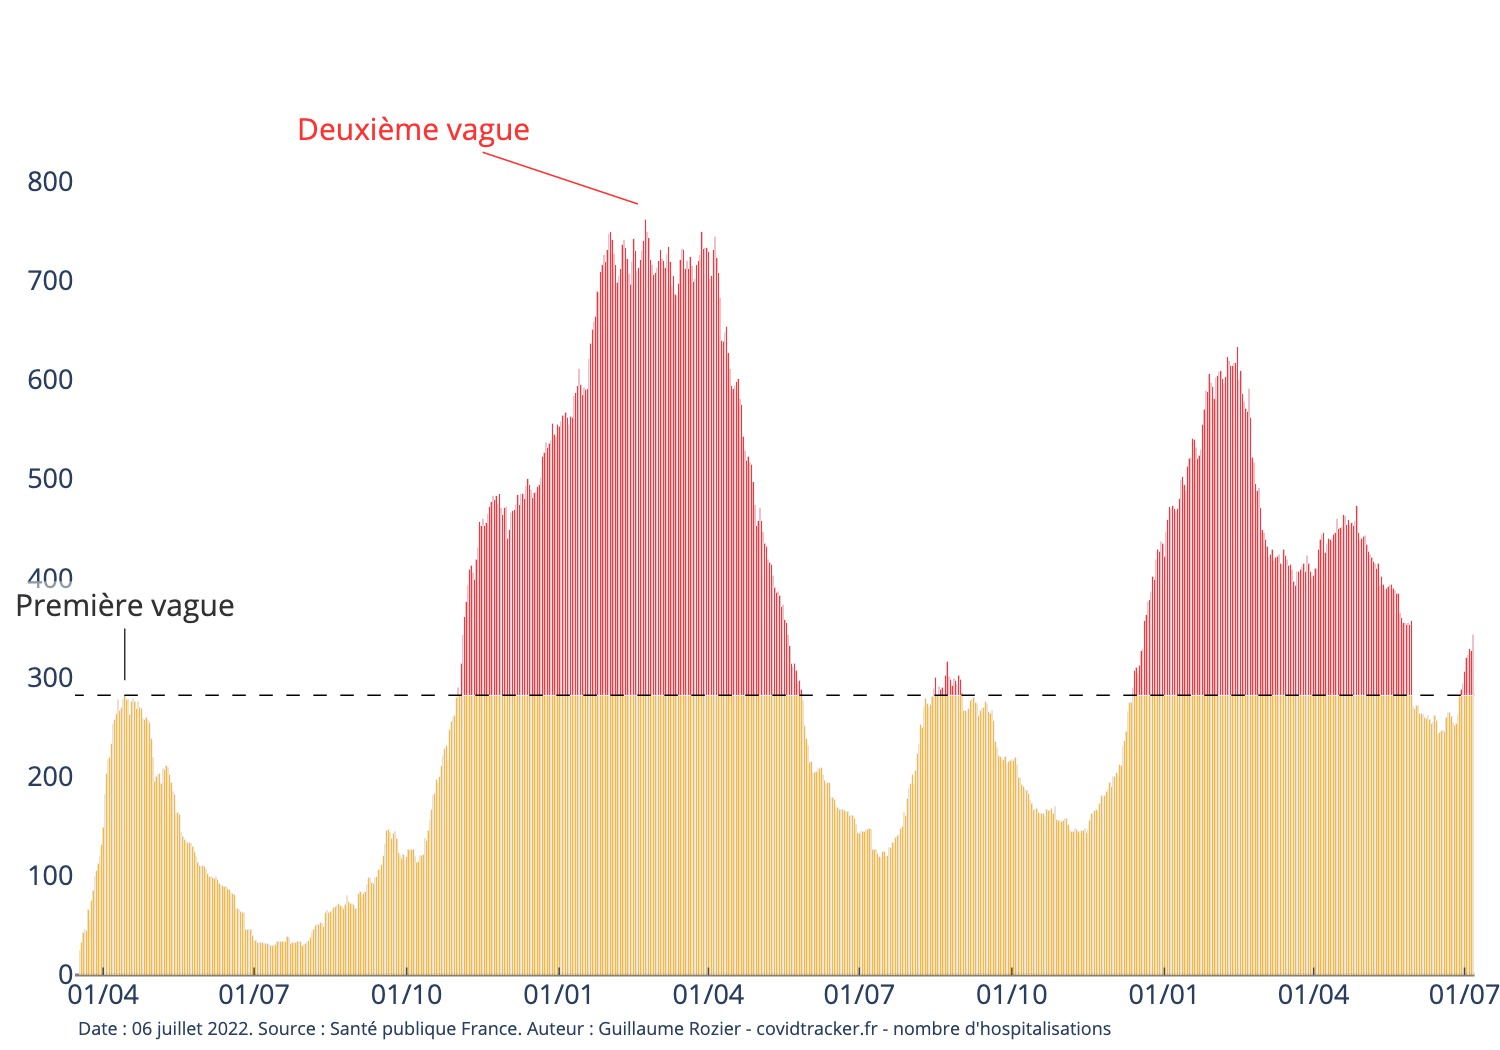 Deuxième vague
800
700
600
500
400
Première vague
300
200
100
0
01/04 01/07 01/10 01/01 01/04 01/07 01/10 01/01 01/04 01/07
Date : 06 juillet 2022. Source : Santé publique France. Auteur : Guillaume Rozier - covidtracker.fr - nombre d'hospitalisations